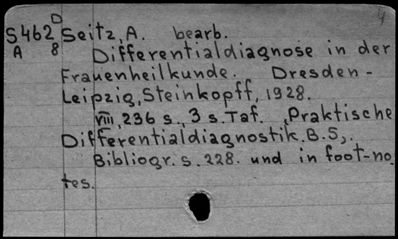 D
S462 Seitz, A. bearb.
A 8 Differentialdiagnose in der
Frauenheilkunde. Dresden-
Leipzig, Steinkopff, 1928.
VIII, 236 s., 3 s. Taf. Praktische
Differentialdiagnostik. B. 5,.
Bibliogr. s. 228. und in foot-no
tes.